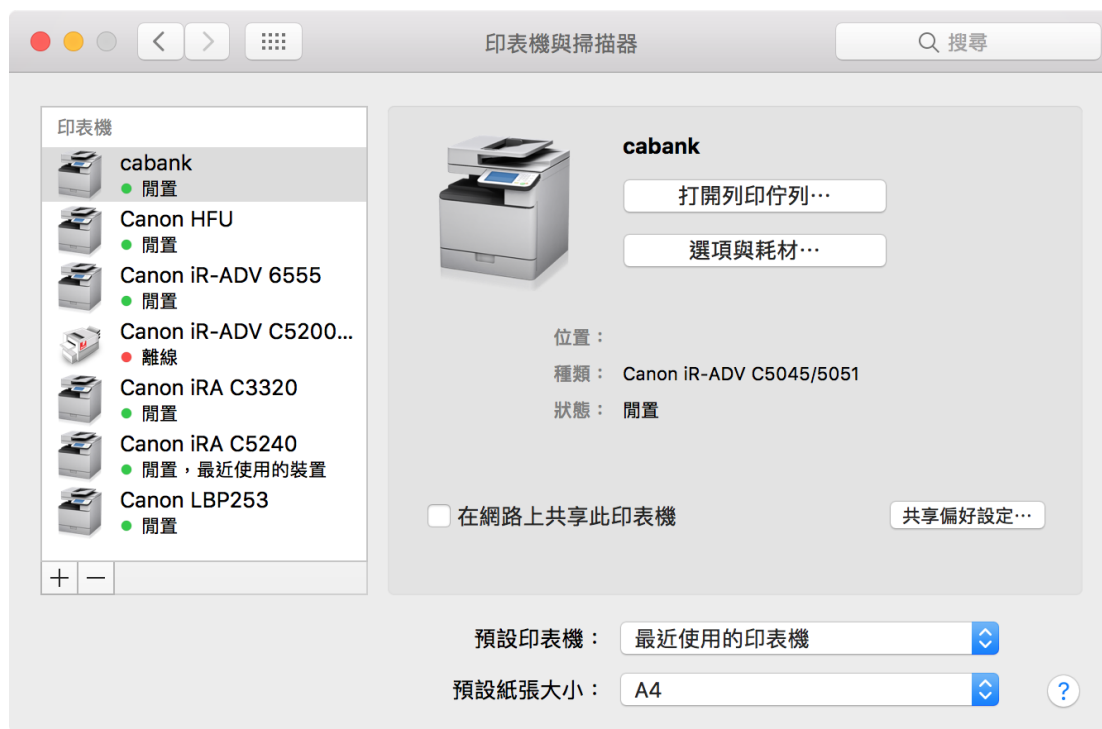 印表機與掃描器
搜尋
印表機
cabank
閒置
Canon HFU
閒置
Canon iR-ADV 6555
閒置
Canon iR-ADV C5200...
離線
Canon iRA C3320
閒置
Canon iRA C5240
閒置，最近使用的裝置
Canon LBP253
閒置
cabank
打開列印佇列⋯
選項與耗材⋯
位置：
種類： Canon iR-ADV C5045/5051
狀態： 閒置
在網路上共享此印表機
共享偏好設定⋯
預設印表機： 最近使用的印表機
預設紙張大小： A4
?